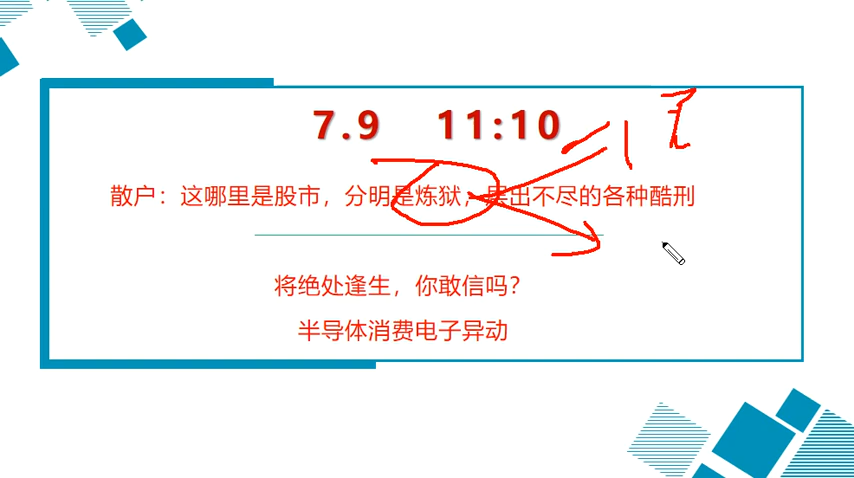 7.9 11:10
散户：这哪里是股市，分明是炼狱，层出不尽的各种酷刑
将绝处逢生，你敢信吗？
半导体消费电子异动